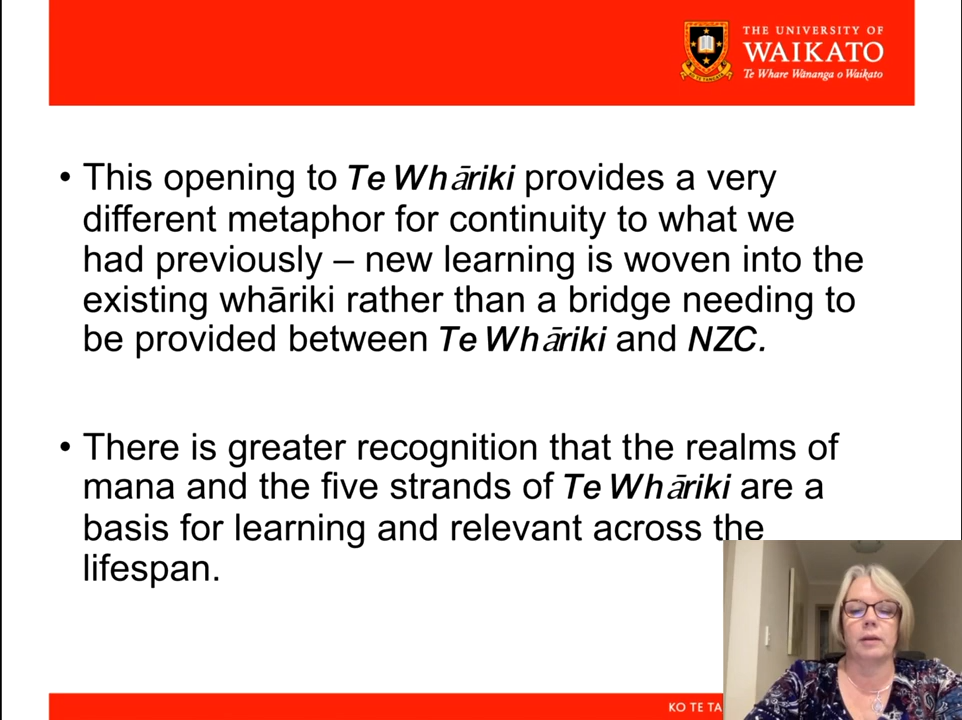 THE UNIVERSITY OF
WAIKATO
Te Whare Wānanga o Waikato
• This opening to Te Whāriki provides a very
different metaphor for continuity to what we
had previously – new learning is woven into the
existing whāriki rather than a bridge needing to
be provided between Te Whāriki and NZC.
• There is greater recognition that the realms of
mana and the five strands of Te Whāriki are a
basis for learning and relevant across the
lifespan.
KO TE TA